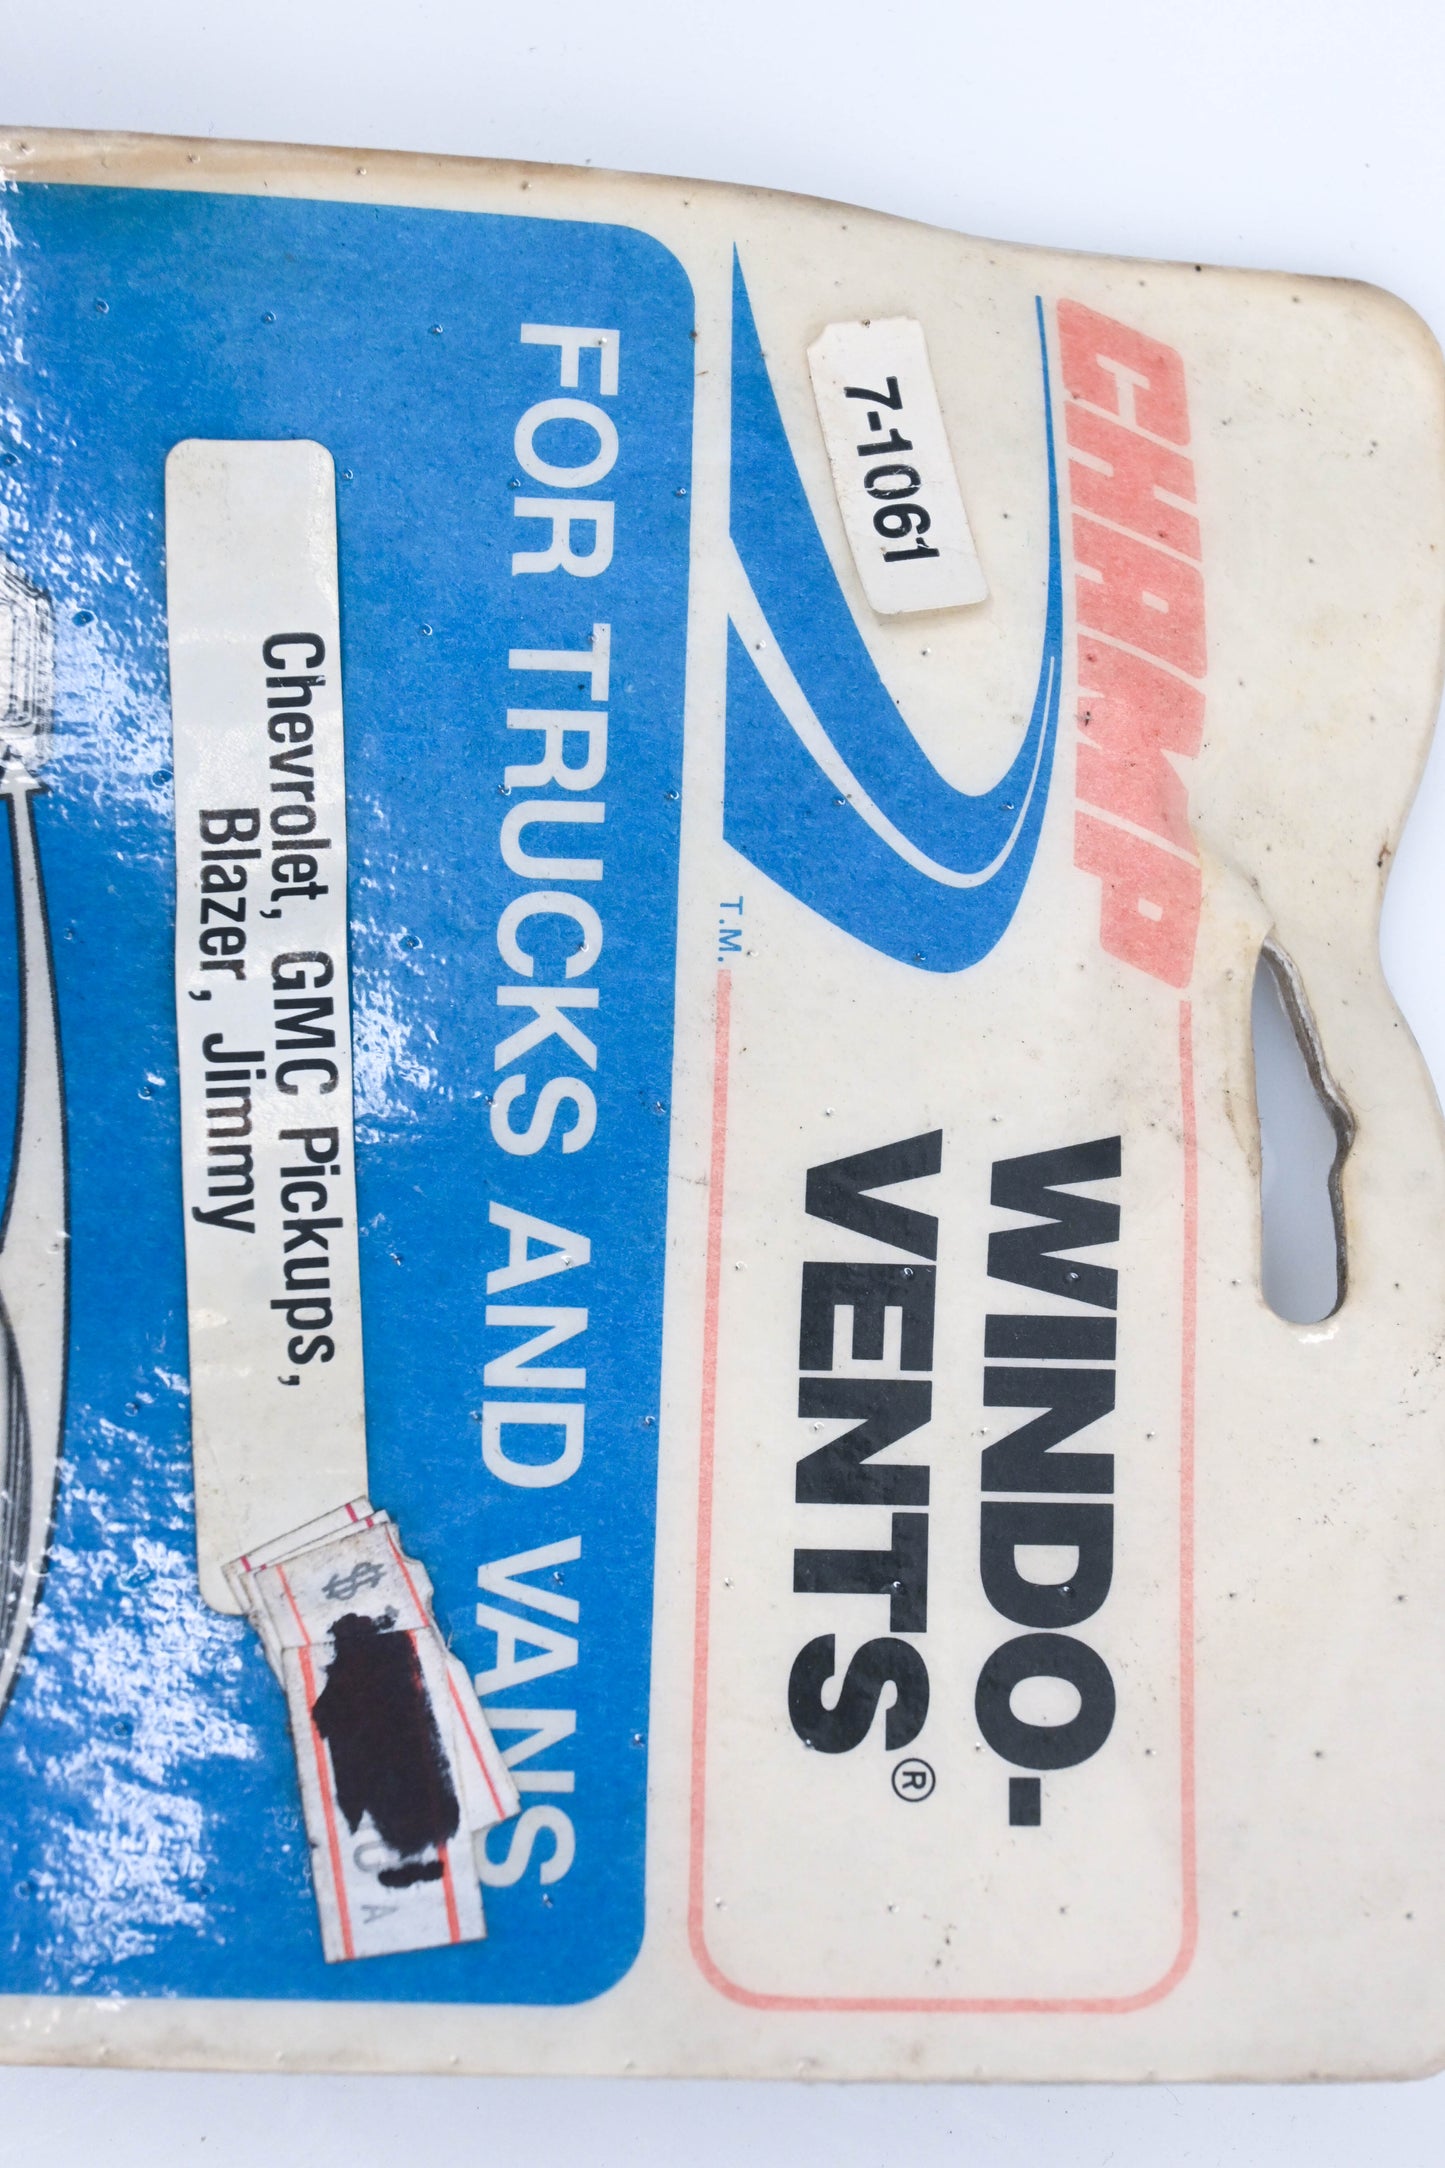 CHAMP
7-1061
T.M.
WINDO-
VENTS®
FOR TRUCKS AND VANS
Chevrolet, GMC Pickups,
Blazer, Jimmy
$